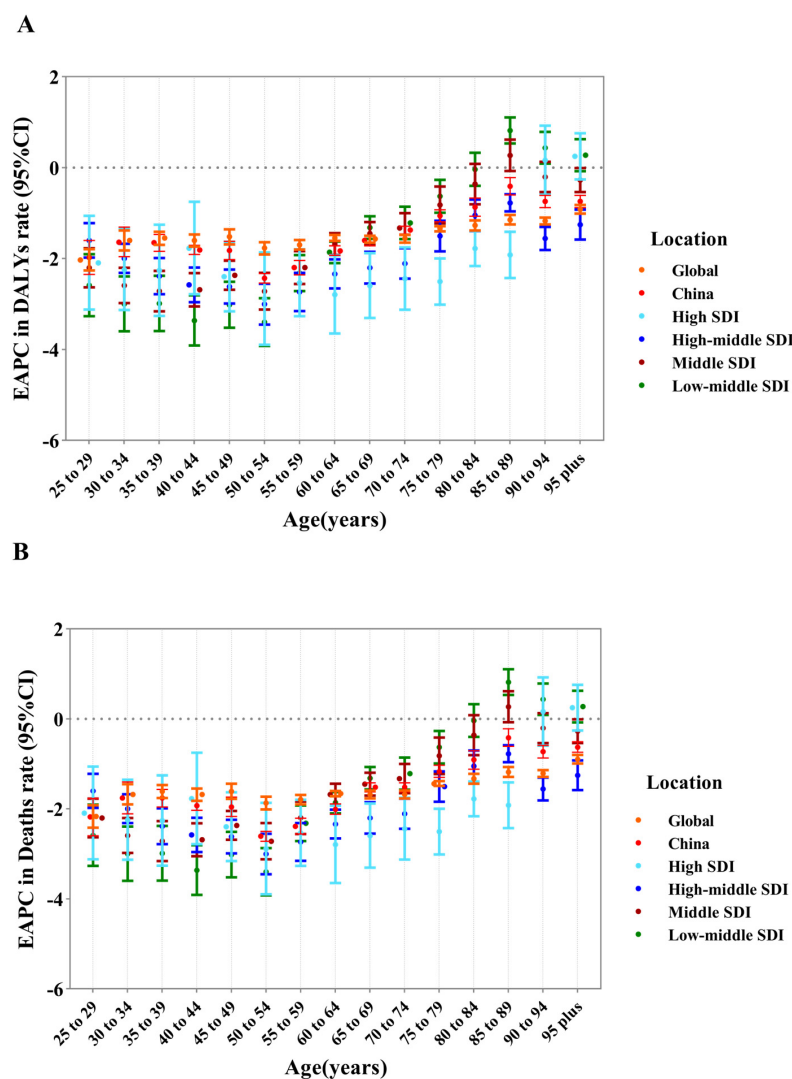 A
EAPC in DALYs rate (95%CI)
2
0
-2
-4
-6
25 to 29
30 to 34
35 to 39
40 to 44
45 to 49
50 to 54
55 to 59
60 to 64
65 to 69
70 to 74
75 to 79
80 to 84
85 to 89
90 to 94
95 plus
Age(years)
Location
Global
China
High SDI
High-middle SDI
Middle SDI
Low-middle SDI
B
EAPC in Deaths rate (95%CI)
2
0
-2
-4
-6
25 to 29
30 to 34
35 to 39
40 to 44
45 to 49
50 to 54
55 to 59
60 to 64
65 to 69
70 to 74
75 to 79
80 to 84
85 to 89
90 to 94
95 plus
Age(years)
Location
Global
China
High SDI
High-middle SDI
Middle SDI
Low-middle SDI